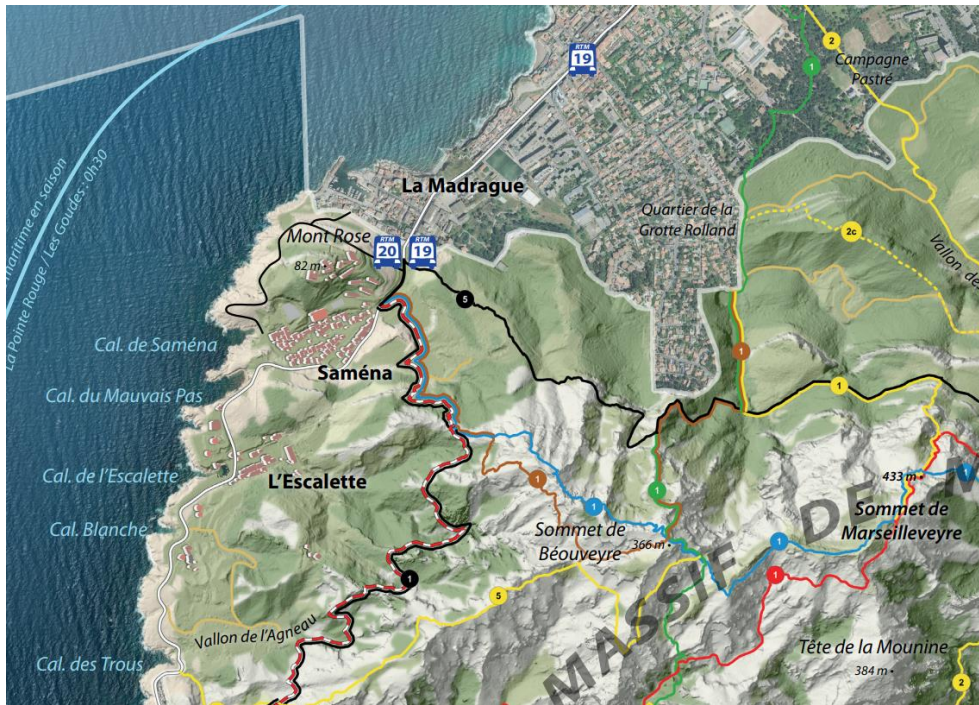 maritime en saison
La Pointe Rouge / Les Goudes : 0h30
RTM
19
2
1
Campagne
Pastré
La Madrague
Quartier de la
Grotte Rolland
2c
Vallon des
Mont Rose
82 m
RTM
20
RTM
19
5
Cal. de Saména
Saména
1
1
Cal. du Mauvais Pas
Cal. de l'Escalette
L'Escalette
1
1
433 m
1
Sommet de
Marseilleveyre
Cal. Blanche
1
Sommet de
Béouveyre
366 m
1
1
1
5
MASSIF DE
Vallon de l'Agneau
Cal. des Trous
Tête de la Mounine
384 m
2